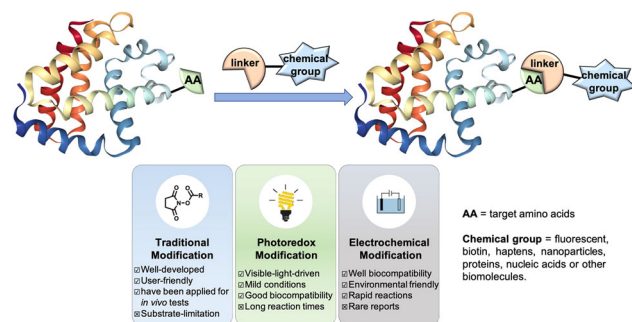 AA
linker
chemical
group
linker
AA
chemical
group
O
N-O
O
O
R
Traditional
Modification
☑Well-developed
☑User-friendly
☑have been applied for
in vivo tests
☒Substrate-limitation
Photoredox
Modification
☑Visible-light-driven
☑Mild conditions
☑Good biocompatibility
☒Long reaction times
Electrochemical
Modification
☑Well biocompatibility
☑Environmental friendly
☑Rapid reactions
☒Rare reports
AA = target amino acids
Chemical group = fluorescent,
biotin, haptens, nanoparticles,
proteins, nucleic acids or other
biomolecules.